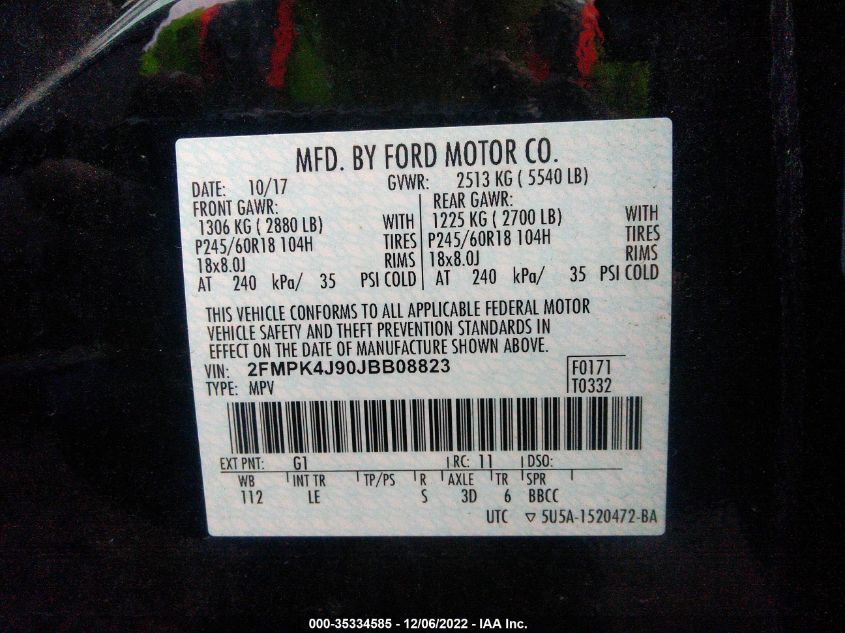 MFD. BY FORD MOTOR CO.
DATE: 10/17 GVWR: 2513 KG ( 5540 LB)
FRONT GAWR: REAR GAWR:
1306 KG ( 2880 LB) WITH 1225 KG ( 2700 LB) WITH
P245/60R18 104H TIRES P245/60R18 104H TIRES
18x8.0J RIMS 18x8.0J RIMS
AT 240 kPa/ 35 PSI COLD AT 240 kPa/ 35 PSI COLD
THIS VEHICLE CONFORMS TO ALL APPLICABLE FEDERAL MOTOR
VEHICLE SAFETY AND THEFT PREVENTION STANDARDS IN
EFFECT ON THE DATE OF MANUFACTURE SHOWN ABOVE.
VIN: 2FMPK4J90JBB08823 F0171
TYPE: MPV T0332
EXT PNT: G1 RC: 11 DSO:
WB INT TR TP/PS R AXLE TR SPR
112 LE S 3D 6 BBCC
UTC ▽ 5U5A-1520472-BA
000-35334585 - 12/06/2022 - IAA Inc.